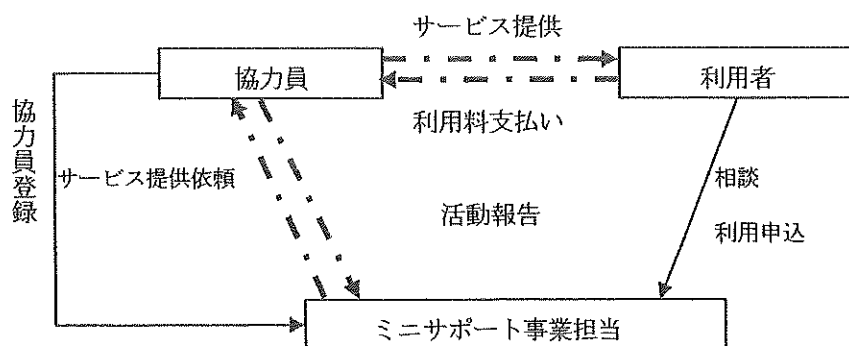 サービス提供
協力員
利用者
利用料支払い
協力員登録
サービス提供依頼
相談
活動報告
利用申込
ミニサポート事業担当